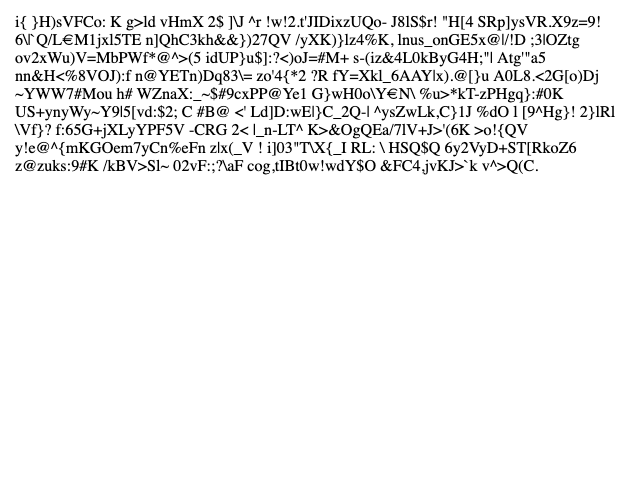 i{ }H)sVFCo: K g>ld vHmX 2$ ]\J ^r !w!2.t'JIDixzUQo- J8lS$r! "H[4 SRp]ysVR.X9z=9!
6\[`Q/L€M1jxl5TE n]QhC3kh&&})27QV /yXK)}lz4%K, lnus_onGE5x@|/!D ;3|OZtg
ov2xWu)V=MbPWf*@^>(5 idUP}u$]:?<)oJ=#M+ s-(iz&4L0kByG4H;"| Atg'"a5
nn&H<%8VOJ):f n@YETn)Dq83\= zo'4{*2 ?R fY=Xkl_6AAY|x).@[}u A0L8.<2G[o)Dj
~YWW7#Mou h# WZnaX:_~$#9cxPP@Ye1 G}wH0o\Y€N\ %u>*kT-zPHgq}:#0K
US+ynyWy~Y9|5[vd:$2; C #B@ <' Ld]D:wE|}C_2Q-| ^ysZwLk,C}1J %dO l [9^Hg}! 2}lRl
\Vf}? f:65G+jXLyYPF5V -CRG 2< |_n-LT^ K>&OgQEa/7lV+J>'(6K >o!{QV
y!e@^{mKGOem7yCn%eFn z|x(_V ! i]03"T\X{_I RL: \ HSQ$Q 6y2VyD+ST[RkoZ6
z@zuks:9#K /kBV>Sl~ 02vF:;?\aF cog,tIBt0w!wdY$O &FC4,jvKJ>`k v^>Q(C.